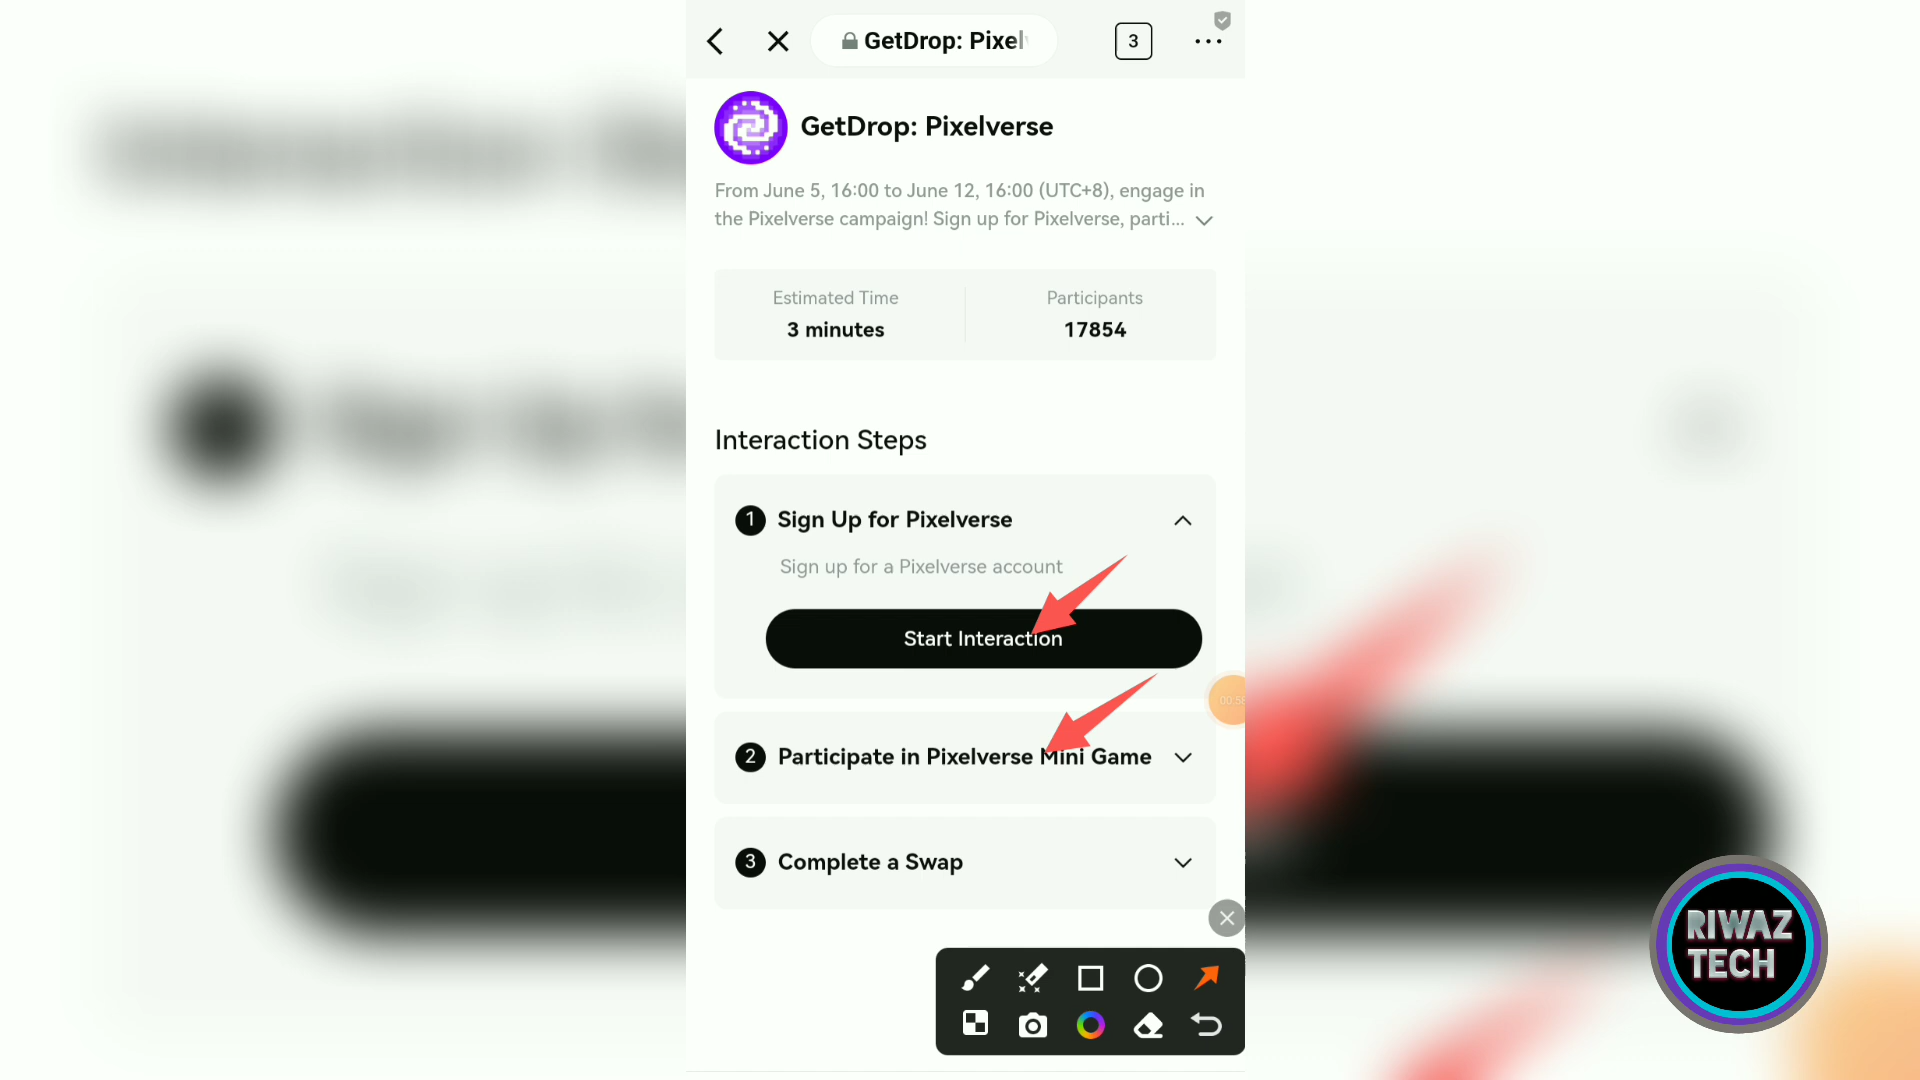 GetDrop: Pixel
3
GetDrop: Pixelverse
From June 5, 16:00 to June 12, 16:00 (UTC+8), engage in
the Pixelverse campaign! Sign up for Pixelverse, parti...
Estimated Time
3 minutes
Participants
17854
Interaction Steps
1 Sign Up for Pixelverse
Sign up for a Pixelverse account
Start Interaction
2 Participate in Pixelverse Mini Game
3 Complete a Swap
RIWAZ
TECH